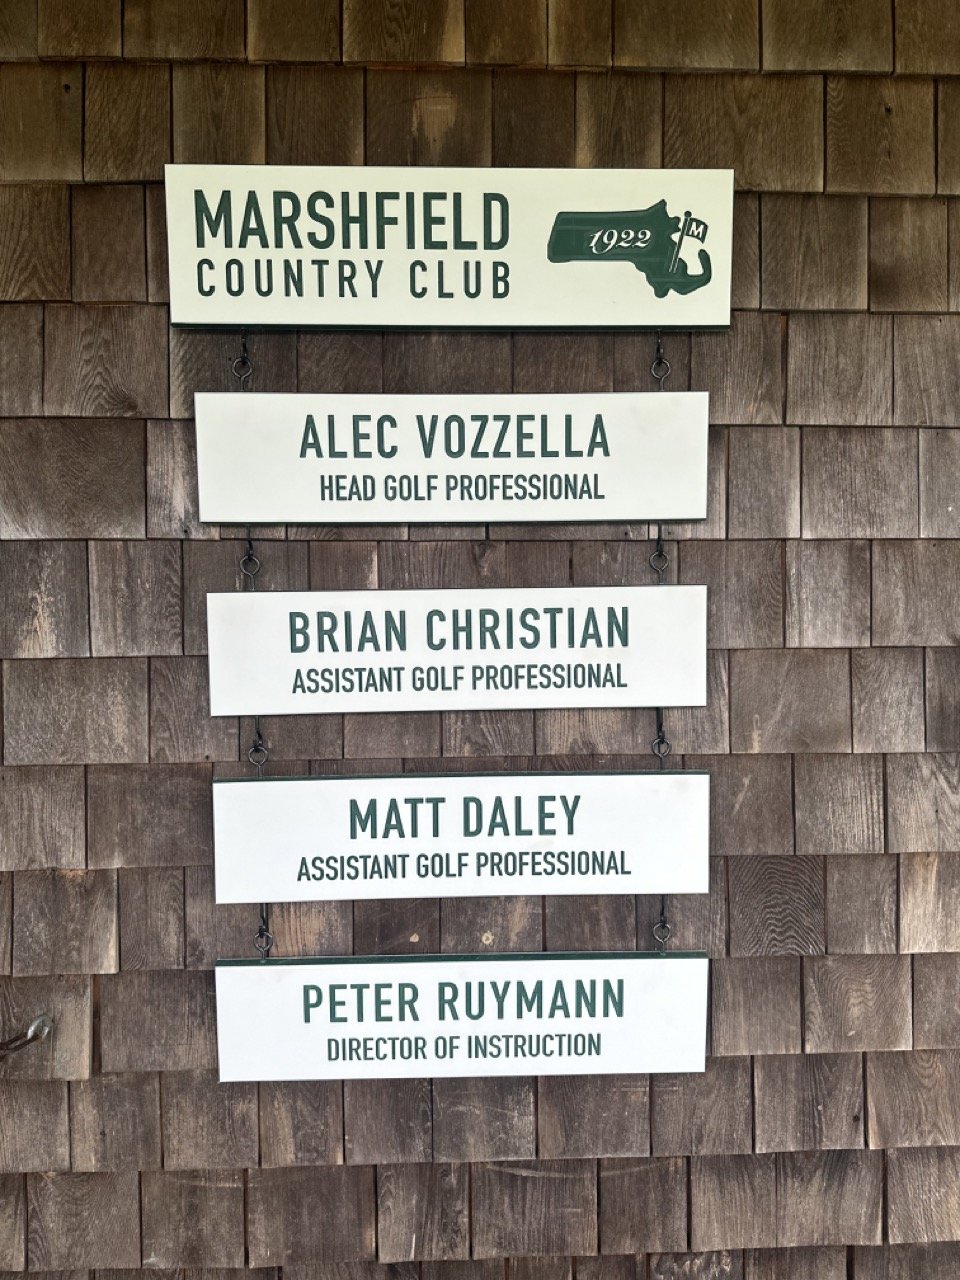 MARSHFIELD
COUNTRY CLUB
1922
M
ALEC VOZZELLA
HEAD GOLF PROFESSIONAL
BRIAN CHRISTIAN
ASSISTANT GOLF PROFESSIONAL
MATT DALEY
ASSISTANT GOLF PROFESSIONAL
PETER RUYMANN
DIRECTOR OF INSTRUCTION